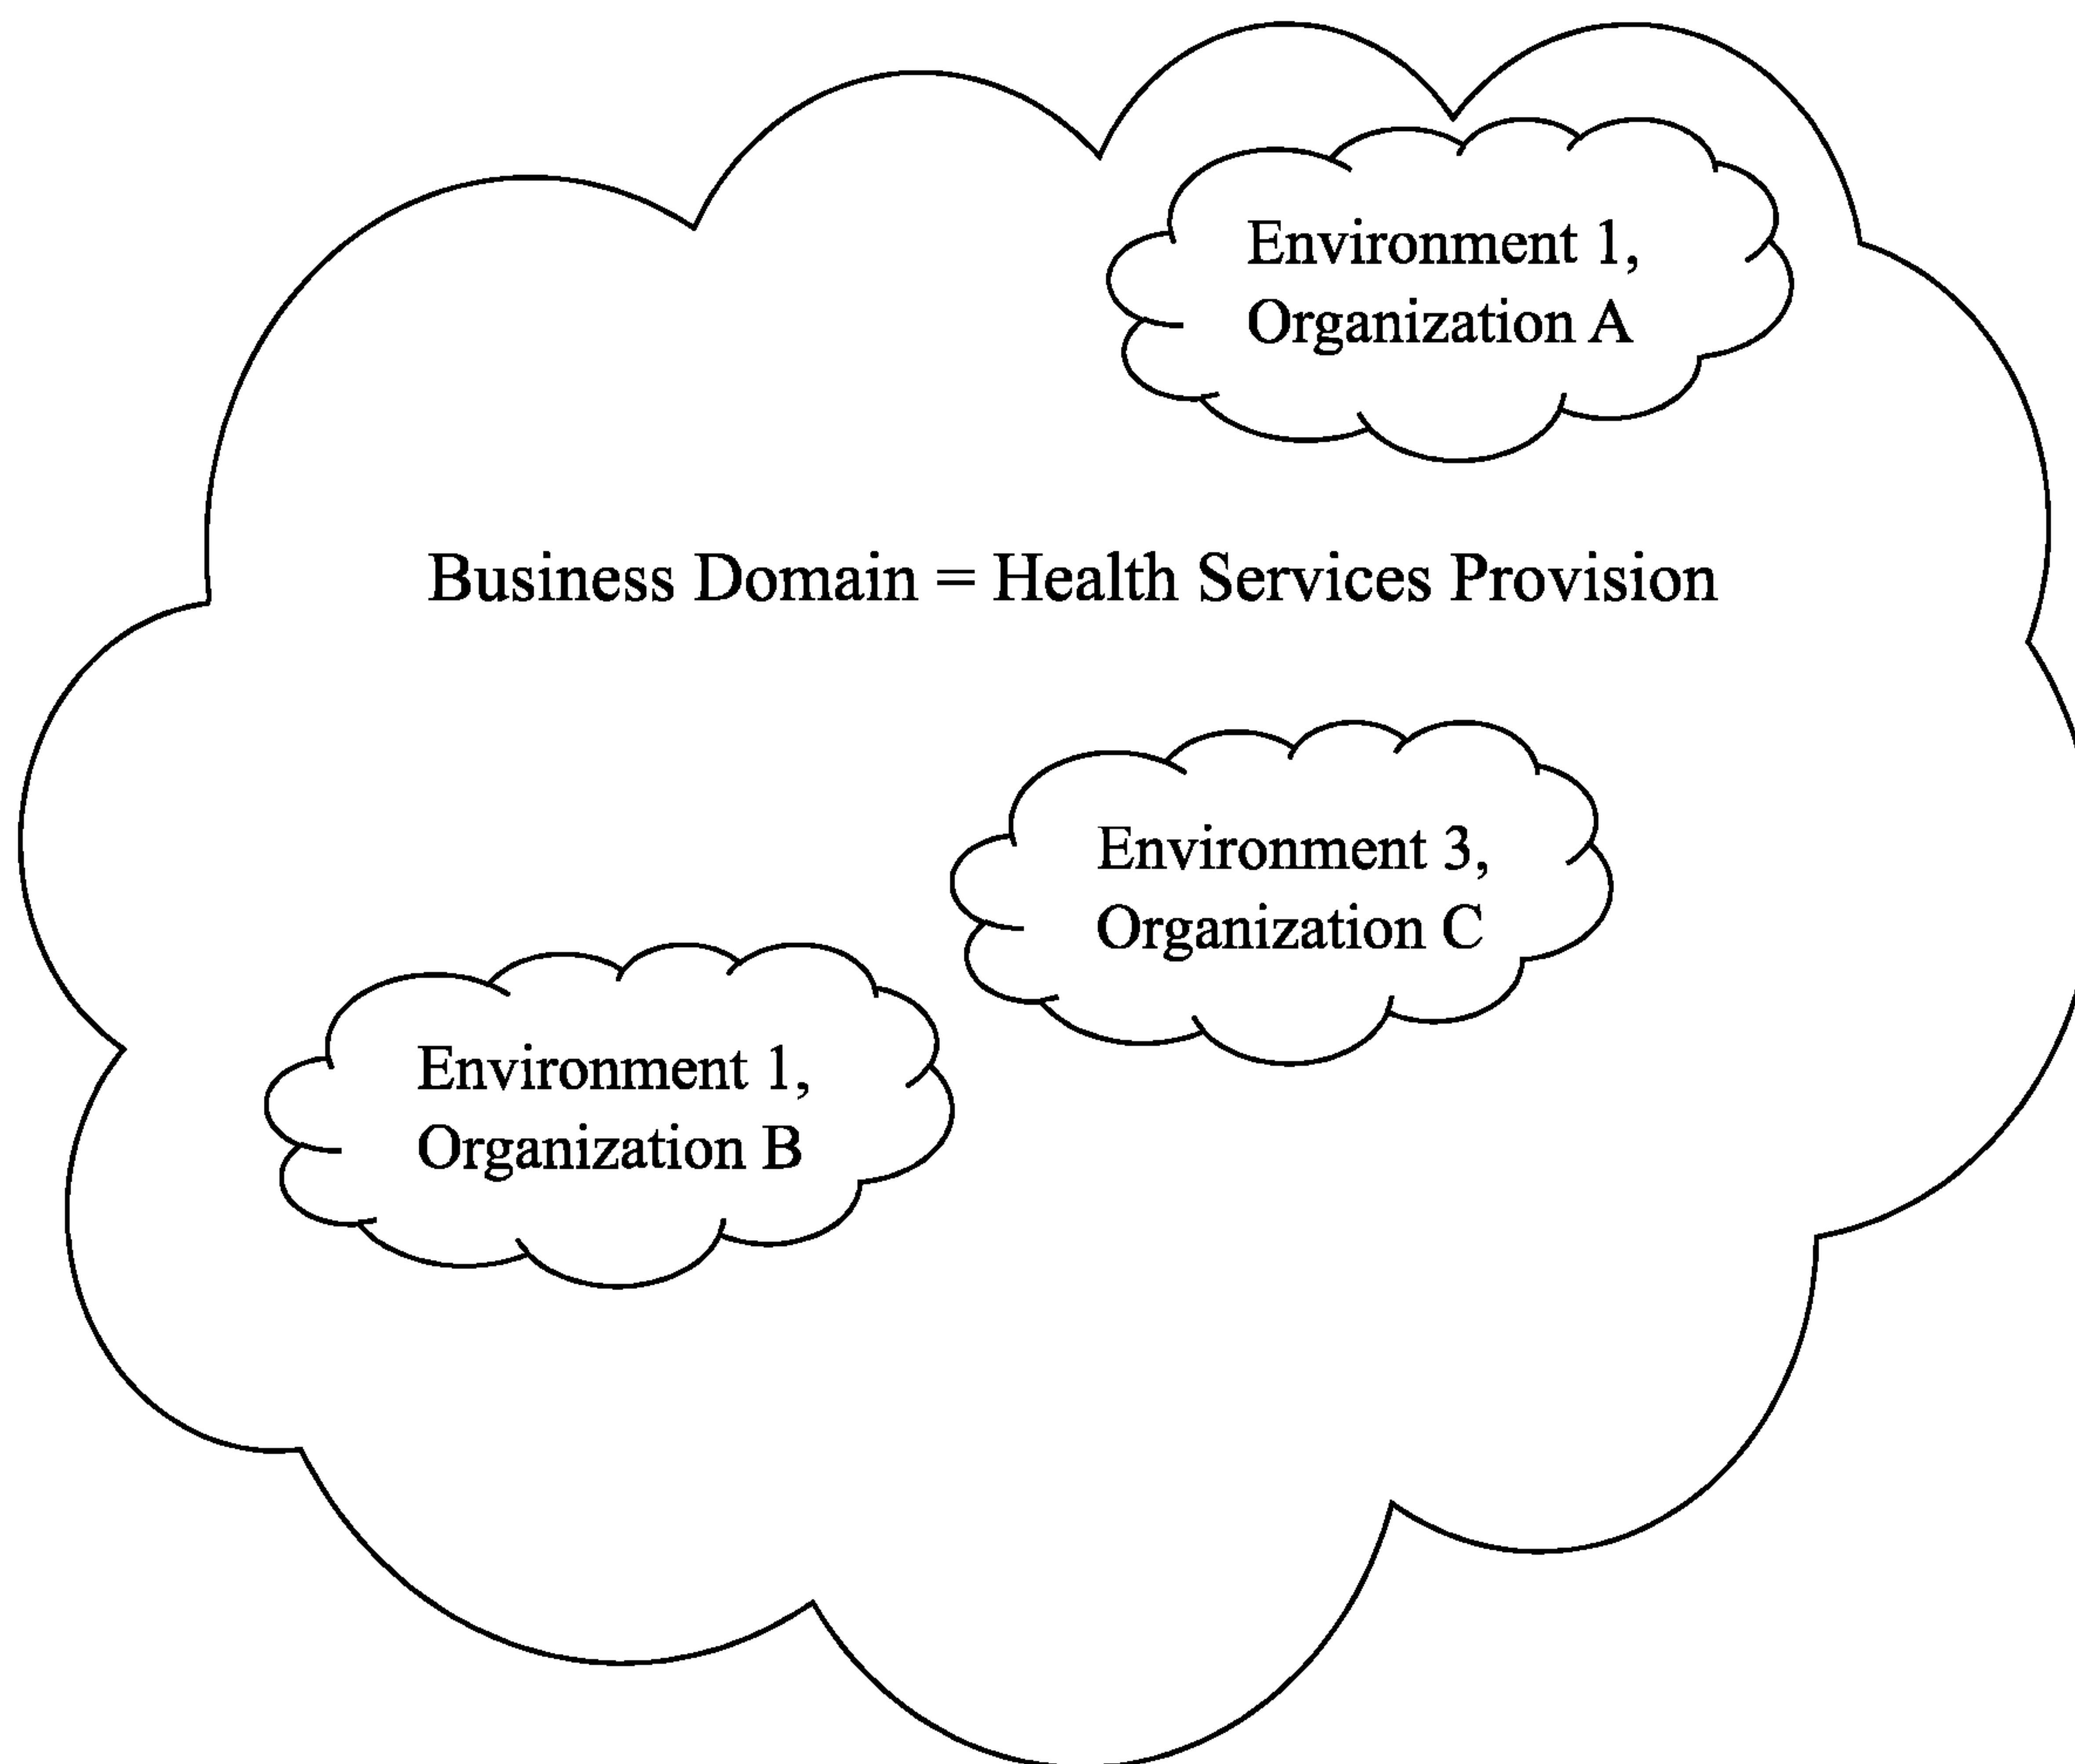 Environment 1,
Organization A
Business Domain = Health Services Provision
Environment 3,
Organization C
Environment 1,
Organization B